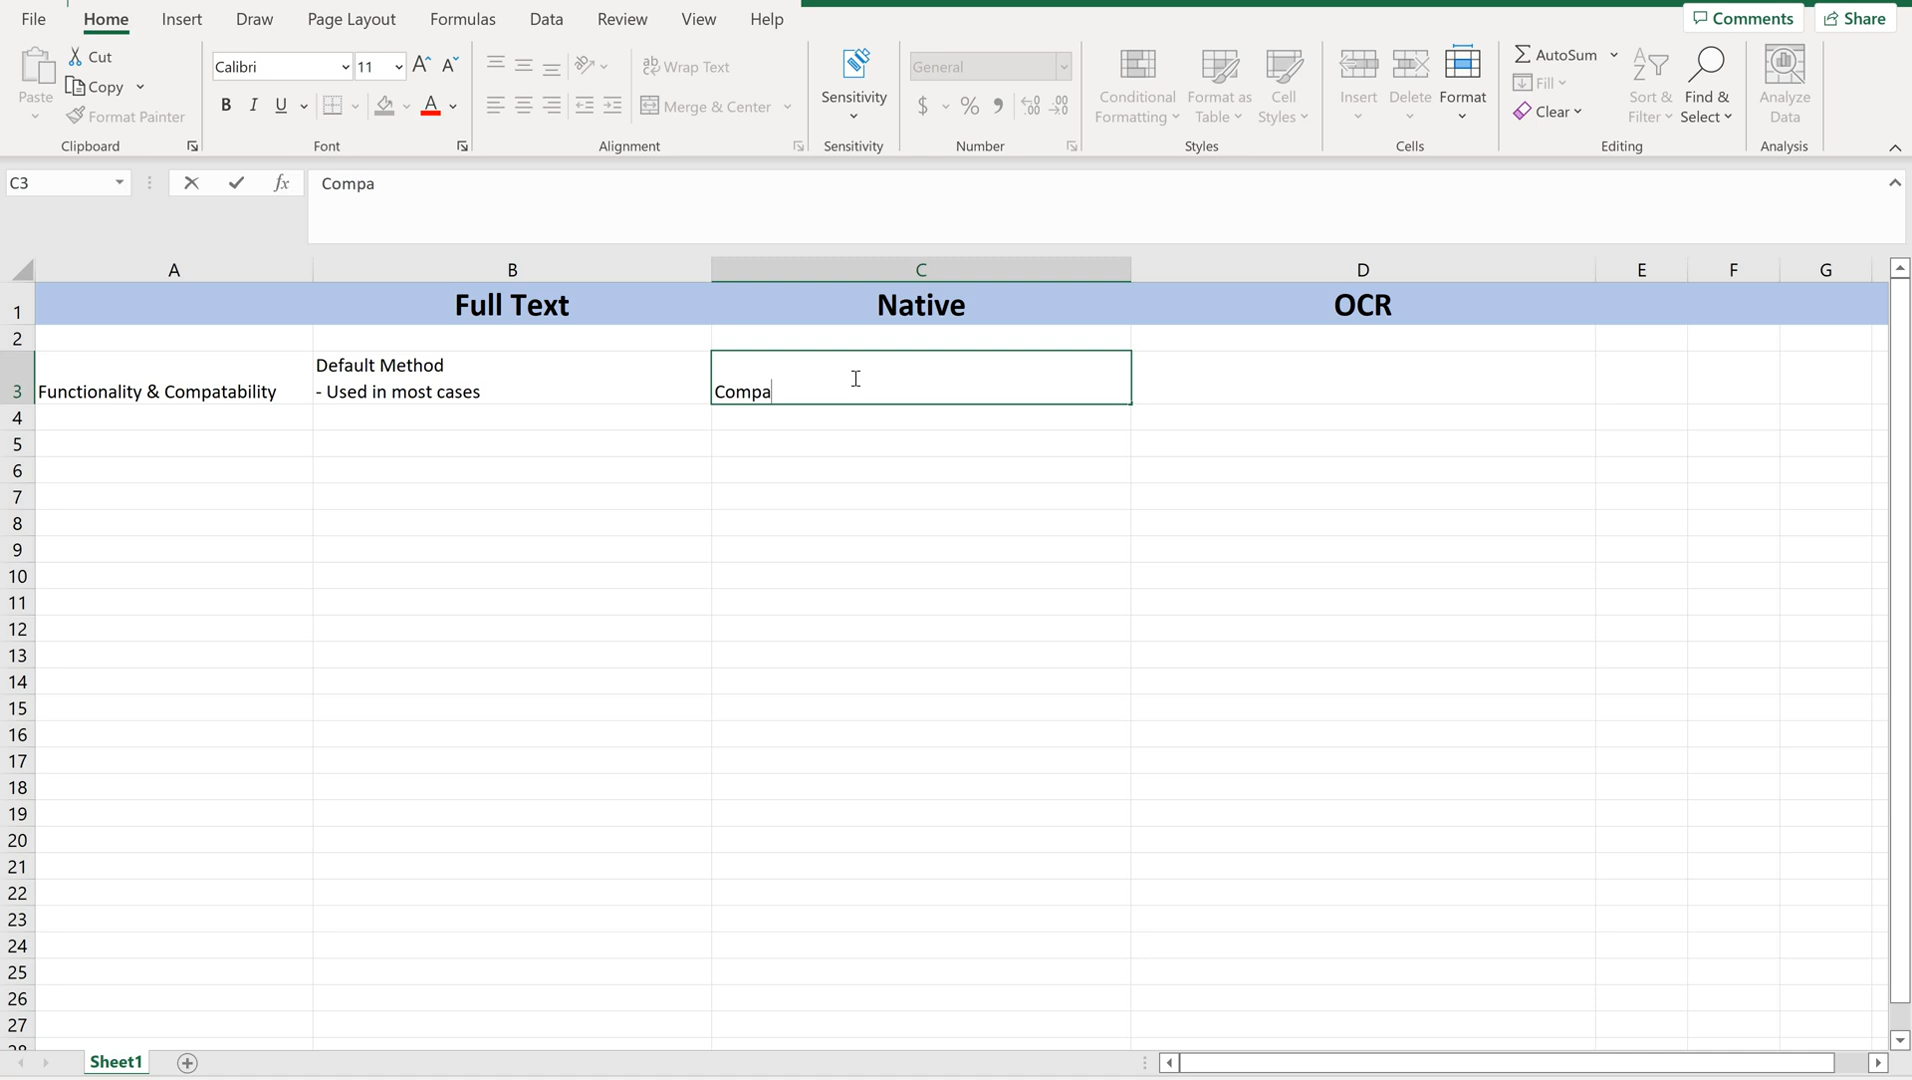 File Home Insert Draw Page Layout Formulas Data Review View Help Comments Share
Cut
Copy
Format Painter
Paste
Clipboard
Calibri 11 A A
B I U A
Font
ab Wrap Text
Merge & Center
Alignment
Sensitivity
Sensitivity
General
$ % 9 .00 .00
Number
Conditional
Formatting
Format as
Table
Cell
Styles
Styles
Insert Delete Format
Cells
AutoSum
Fill
Clear
Sort &
Filter
Find &
Select
Editing
Analyze
Data
Analysis
C3 fx Compa
A B C D E F G
1 Full Text Native OCR
2
Default Method
3 Functionality & Compatability - Used in most cases Compa
4
5
6
7
8
9
10
11
12
13
14
15
16
17
18
19
20
21
22
23
24
25
26
27
Sheet1